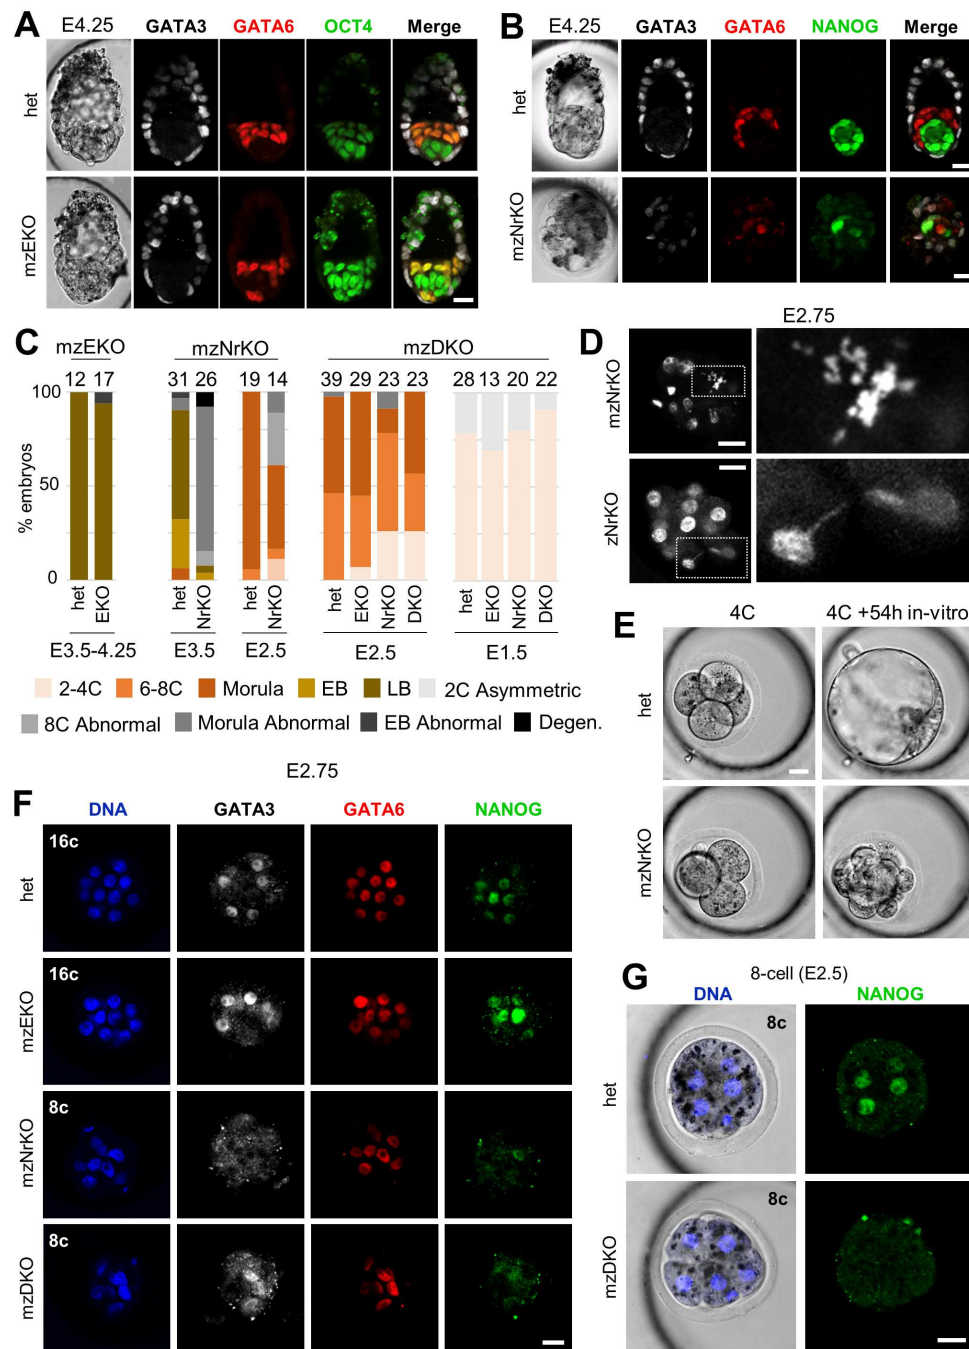 A
E4.25 GATA3 GATA6 OCT4 Merge
het
mzEKO
B
E4.25 GATA3 GATA6 NANOG Merge
het
mzNrKO
C
mzEKO mzNrKO mzDKO
12 17 31 26 19 14 39 29 23 23 28 13 20 22
100
50
0
% embryos
het EKO het NrKO het NrKO het EKO NrKO DKO het EKO NrKO DKO
E3.5-4.25 E3.5 E2.5 E2.5 E1.5
2-4C 6-8C Morula EB LB 2C Asymmetric
8C Abnormal Morula Abnormal EB Abnormal Degen.
D
E2.75
mzNrKO
zNrKO
E
4C 4C +54h in-vitro
het
mzNrKO
F
E2.75
DNA GATA3 GATA6 NANOG
het
16c
mzEKO
16c
mzNrKO
8c
mzDKO
8c
G
8-cell (E2.5)
DNA NANOG
het
8c
mzDKO
8c